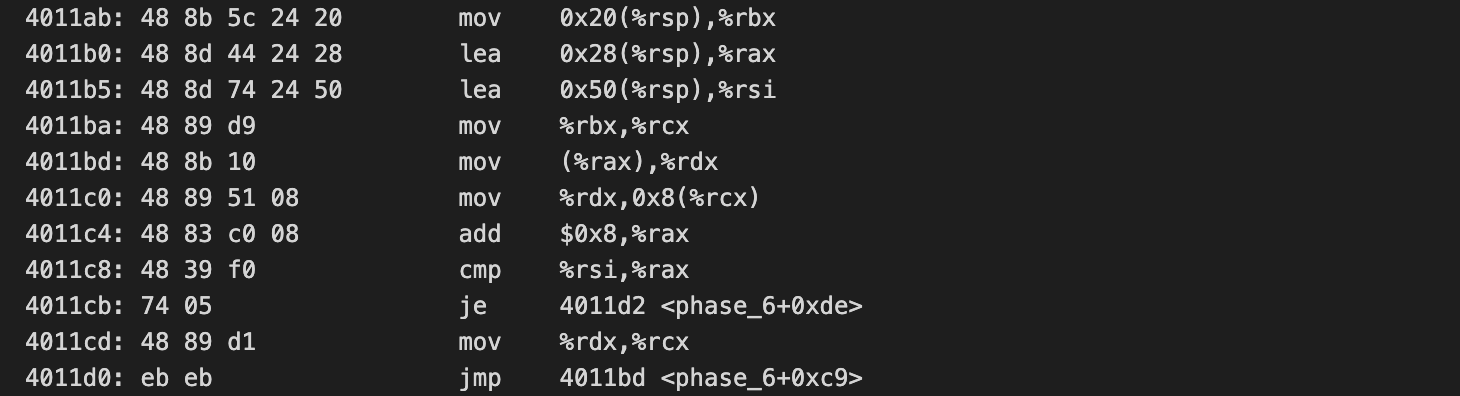 4011ab: 48 8b 5c 24 20 mov 0x20(%rsp),%rbx
4011b0: 48 8d 44 24 28 lea 0x28(%rsp),%rax
4011b5: 48 8d 74 24 50 lea 0x50(%rsp),%rsi
4011ba: 48 89 d9 mov %rbx,%rcx
4011bd: 48 8b 10 mov (%rax),%rdx
4011c0: 48 89 51 08 mov %rdx,0x8(%rcx)
4011c4: 48 83 c0 08 add $0x8,%rax
4011c8: 48 39 f0 cmp %rsi,%rax
4011cb: 74 05 je 4011d2 <phase_6+0xde>
4011cd: 48 89 d1 mov %rdx,%rcx
4011d0: eb eb jmp 4011bd <phase_6+0xc9>